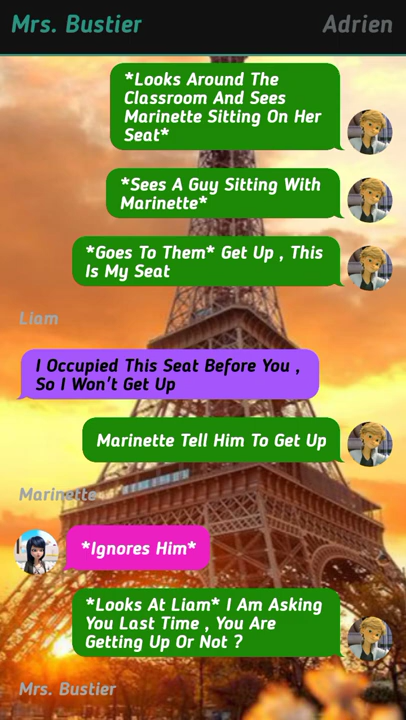 Mrs. Bustier Adrien
*Looks Around The
Classroom And Sees
Marinette Sitting On Her
Seat*
*Sees A Guy Sitting With
Marinette*
*Goes To Them* Get Up , This
Is My Seat
Liam
I Occupied This Seat Before You ,
So I Won't Get Up
Marinette Tell Him To Get Up
Marinette
*Ignores Him*
*Looks At Liam* I Am Asking
You Last Time , You Are
Getting Up Or Not ?
Mrs. Bustier